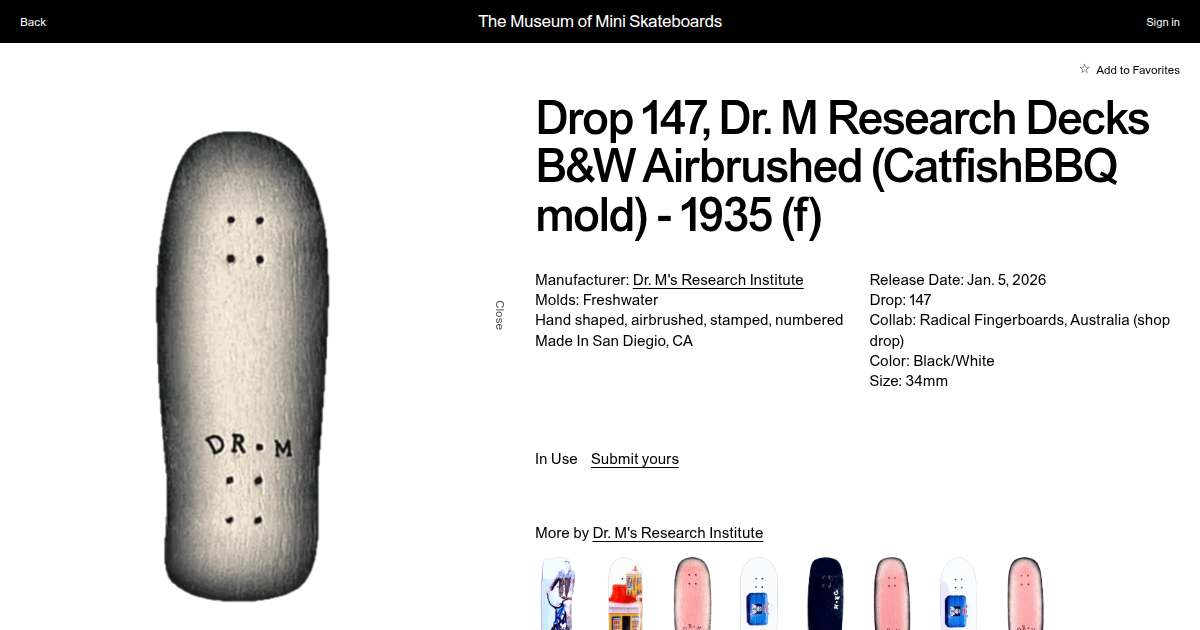 Back
The Museum of Mini Skateboards
Sign in
☆ Add to Favorites
Drop 147, Dr. M Research Decks
B&W Airbrushed (CatfishBBQ
mold) - 1935 (f)
DR • M
Close
Manufacturer: Dr. M's Research Institute
Molds: Freshwater
Hand shaped, airbrushed, stamped, numbered
Made In San Diegio, CA
Release Date: Jan. 5, 2026
Drop: 147
Collab: Radical Fingerboards, Australia (shop
drop)
Color: Black/White
Size: 34mm
In Use Submit yours
More by Dr. M's Research Institute